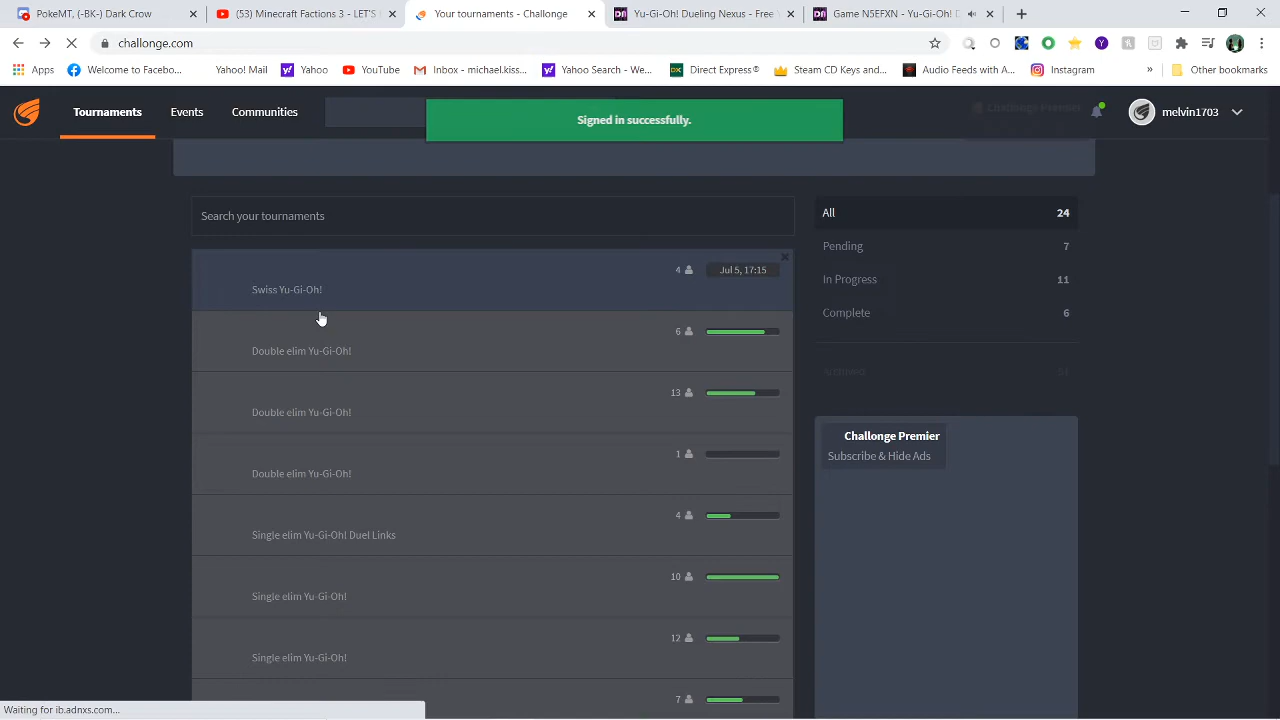 PokeMT, (-BK-) Dark Crow
(53) Minecraft Factions 3 - LET'S
Your tournaments - Challonge
Yu-Gi-Oh! Dueling Nexus - Free
Game N5EFXN - Yu-Gi-Oh! D
challonge.com
Apps
Welcome to Facebo...
Yahoo! Mail
Yahoo
YouTube
Inbox - michael.kiss...
Yahoo Search - We...
Direct Express®
Steam CD Keys and...
Audio Feeds with A...
Instagram
»
Other bookmarks
Tournaments
Events
Communities
Signed in successfully.
Challonge Premier
melvin1703
Search your tournaments
4
Jul 5, 17:15
Swiss Yu-Gi-Oh!
6
Double elim Yu-Gi-Oh!
13
Double elim Yu-Gi-Oh!
1
Double elim Yu-Gi-Oh!
4
Single elim Yu-Gi-Oh! Duel Links
10
Single elim Yu-Gi-Oh!
12
Single elim Yu-Gi-Oh!
7
All 24
Pending 7
In Progress 11
Complete 6
Archived 51
Challonge Premier
Subscribe & Hide Ads
Waiting for ib.adnxs.com...